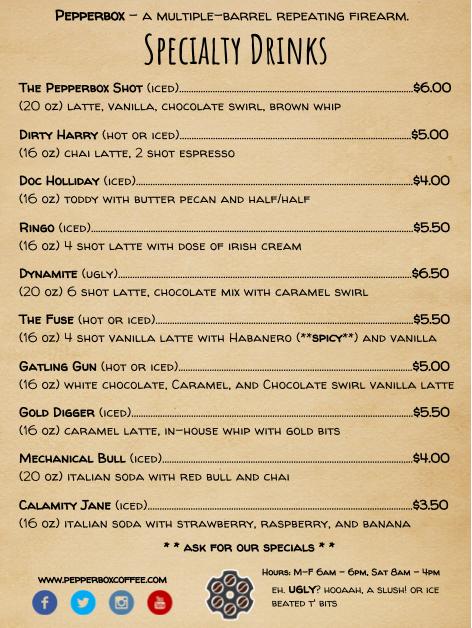 Pepperbox – a multiple-barrel repeating firearm.
Specialty Drinks
The Pepperbox Shot (iced)..........$6.00
(20 oz) latte, vanilla, chocolate swirl, brown whip
Dirty Harry (hot or iced)..........$5.00
(16 oz) chai latte, 2 shot espresso
Doc Holliday (iced)..........$4.00
(16 oz) toddy with butter pecan and half/half
Ringo (iced)..........$5.50
(16 oz) 4 shot latte with dose of irish cream
Dynamite (ugly)..........$6.50
(20 oz) 6 shot latte, chocolate mix with caramel swirl
The Fuse (hot or iced)..........$5.50
(16 oz) 4 shot vanilla latte with Habanero (**spicy**) and vanilla
Gatling Gun (hot or iced)..........$5.00
(16 oz) white chocolate, Caramel, and Chocolate swirl vanilla latte
Gold Digger (iced)..........$5.50
(16 oz) caramel latte, in-house whip with gold bits
Mechanical Bull (iced)..........$4.00
(20 oz) italian soda with red bull and chai
Calamity Jane (iced)..........$3.50
(16 oz) italian soda with strawberry, raspberry, and banana
** ask for our specials **
www.pepperboxcoffee.com
Hours: M-F 6am - 6pm, Sat 8am - 4pm
eh, ugly? hooaah, a slush! or ice
beated t' bits